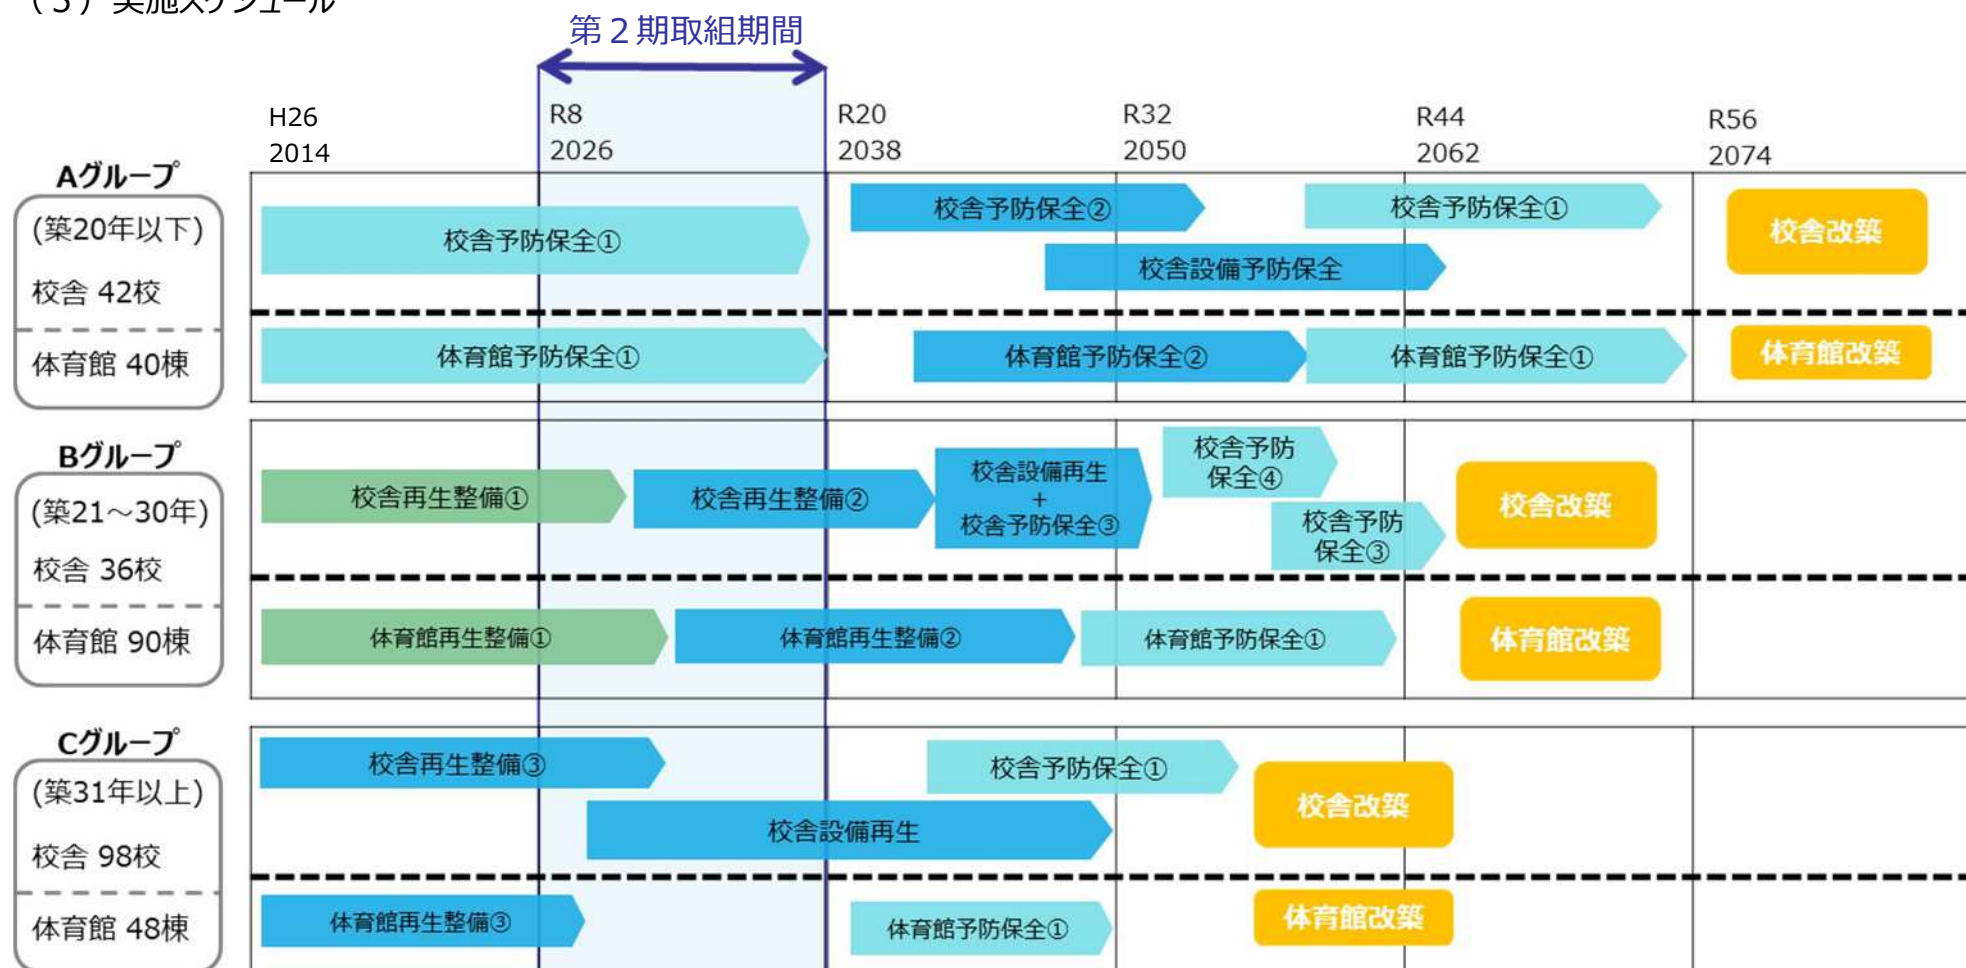 （3）実施スケジュール
第２期取組期間
H26
2014
R8
2026
R20
2038
R32
2050
R44
2062
R56
2074
Aグループ
(築20年以下)
校舎 42校
体育館 40棟
校舎予防保全①
校舎予防保全②
校舎設備予防保全
校舎予防保全①
校舎改築
体育館予防保全①
体育館予防保全②
体育館予防保全①
体育館改築
Bグループ
(築21～30年)
校舎 36校
体育館 90棟
校舎再生整備①
校舎再生整備②
校舎設備再生
+
校舎予防保全③
校舎予防
保全④
校舎予防
保全③
校舎改築
体育館再生整備①
体育館再生整備②
体育館予防保全①
体育館改築
Cグループ
(築31年以上)
校舎 98校
体育館 48棟
校舎再生整備③
校舎設備再生
校舎予防保全①
校舎改築
体育館再生整備③
体育館予防保全①
体育館改築